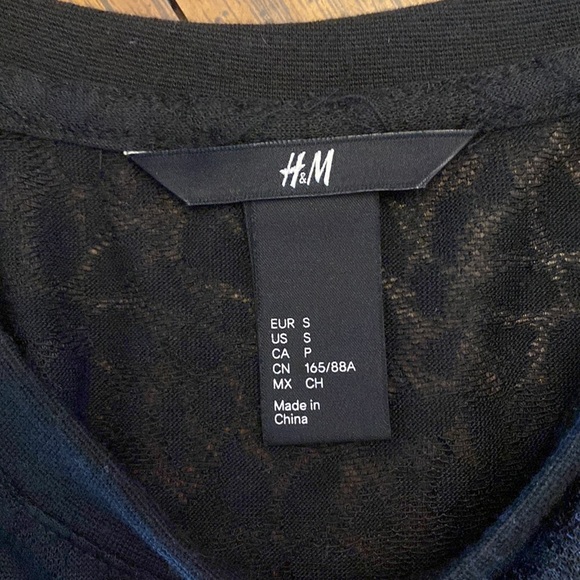 H&M
EUR S
US S
CA P
CN 165/88A
MX CH
Made in
China